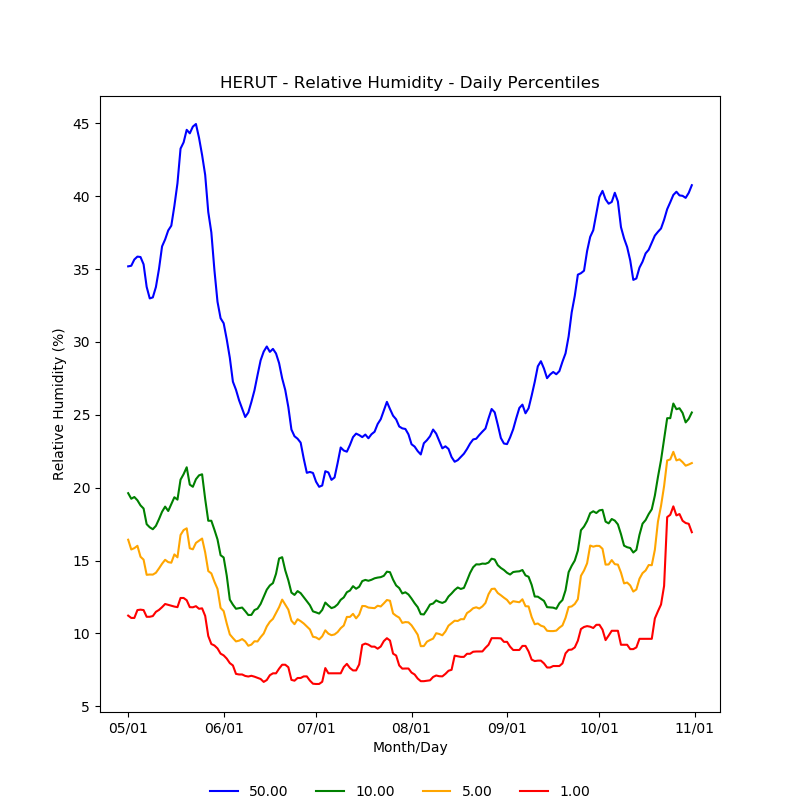 HERUT - Relative Humidity - Daily Percentiles
Relative Humidity (%)
45
40
35
30
25
20
15
10
5
05/01 06/01 07/01 08/01 09/01 10/01 11/01
Month/Day
50.00 10.00 5.00 1.00